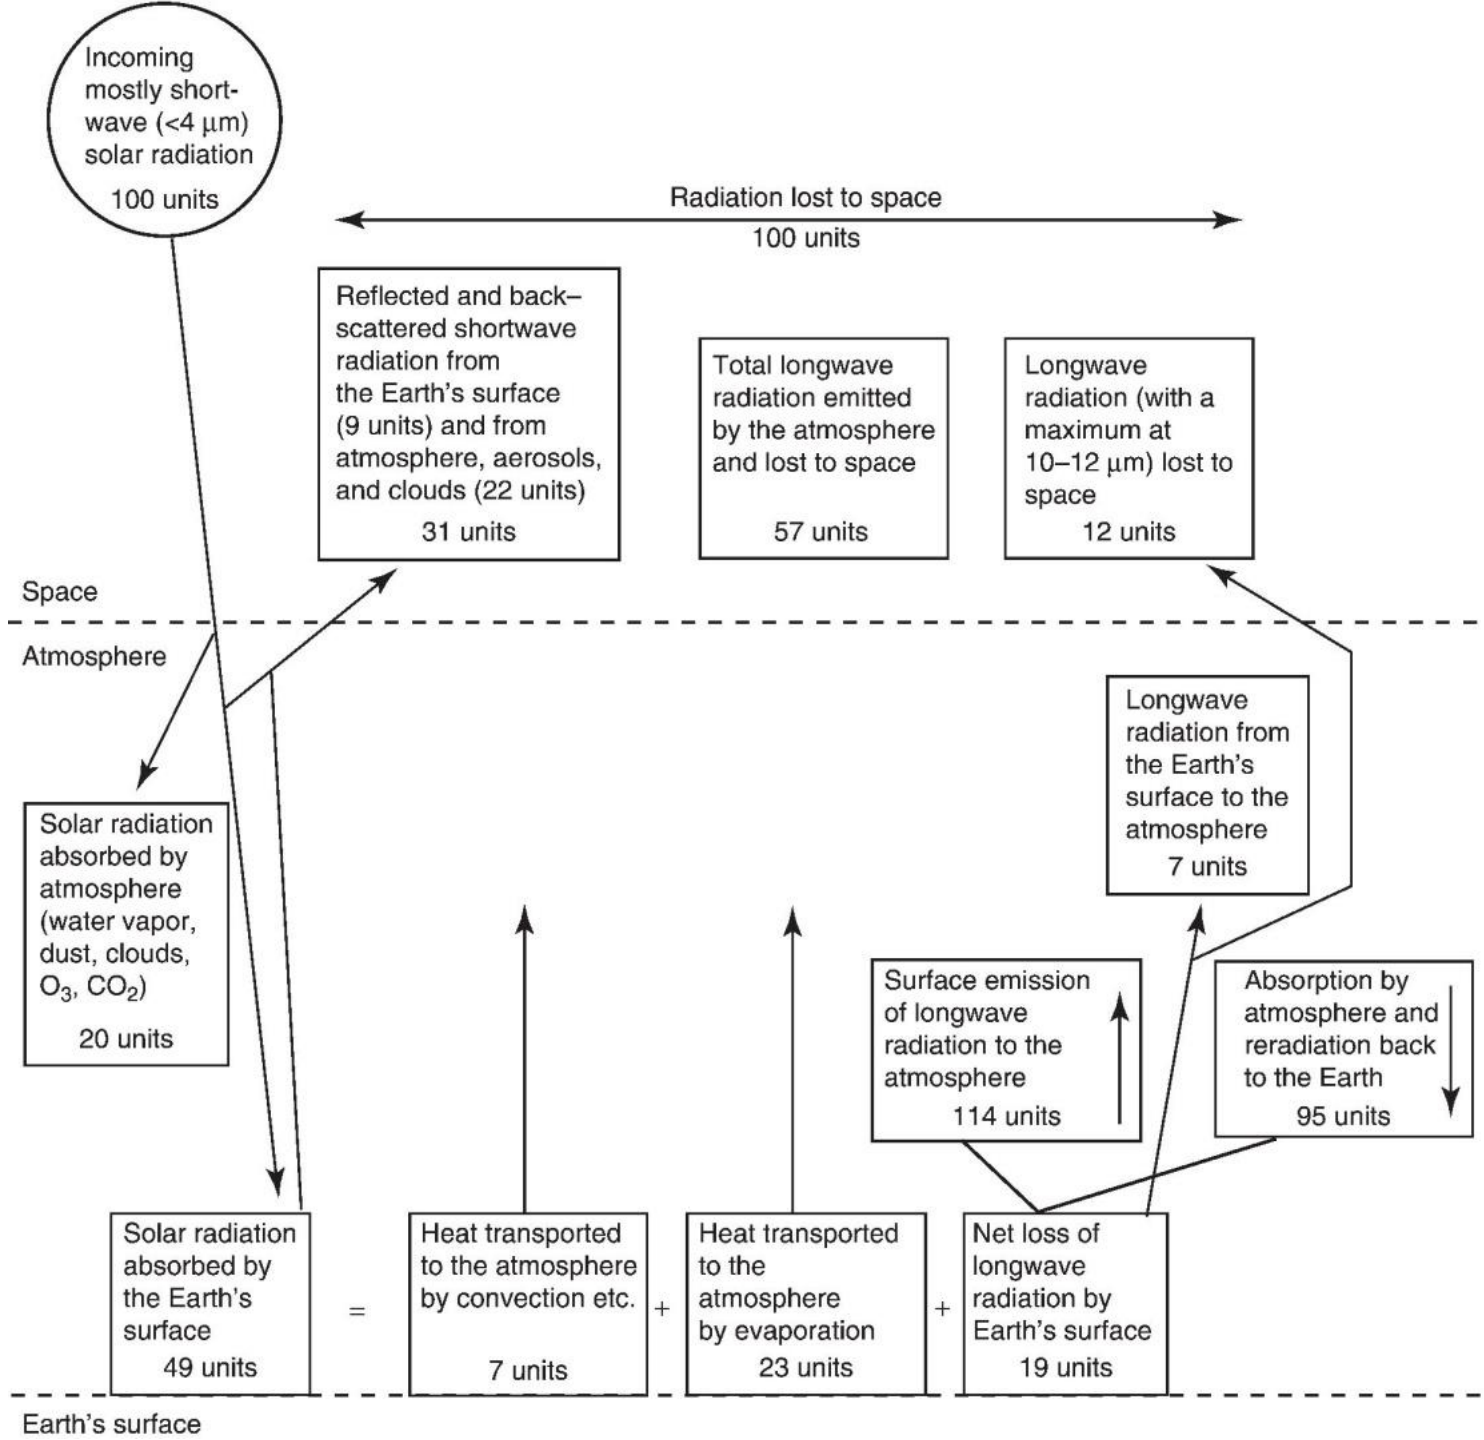 Incoming
mostly short-
wave (<4 μm)
solar radiation
100 units
Radiation lost to space
100 units
Reflected and back–
scattered shortwave
radiation from
the Earth's surface
(9 units) and from
atmosphere, aerosols,
and clouds (22 units)
31 units
Total longwave
radiation emitted
by the atmosphere
and lost to space
57 units
Longwave
radiation (with a
maximum at
10–12 μm) lost to
space
12 units
Space
Atmosphere
Longwave
radiation from
the Earth's
surface to the
atmosphere
7 units
Solar radiation
absorbed by
atmosphere
(water vapor,
dust, clouds,
O₃, CO₂)
20 units
Surface emission
of longwave
radiation to the
atmosphere
114 units
Absorption by
atmosphere and
reradiation back
to the Earth
95 units
Solar radiation
absorbed by
the Earth's
surface
49 units
=
Heat transported
to the atmosphere
by convection etc.
7 units
+
Heat transported
to the
atmosphere
by evaporation
23 units
+
Net loss of
longwave
radiation by
Earth's surface
19 units
Earth's surface